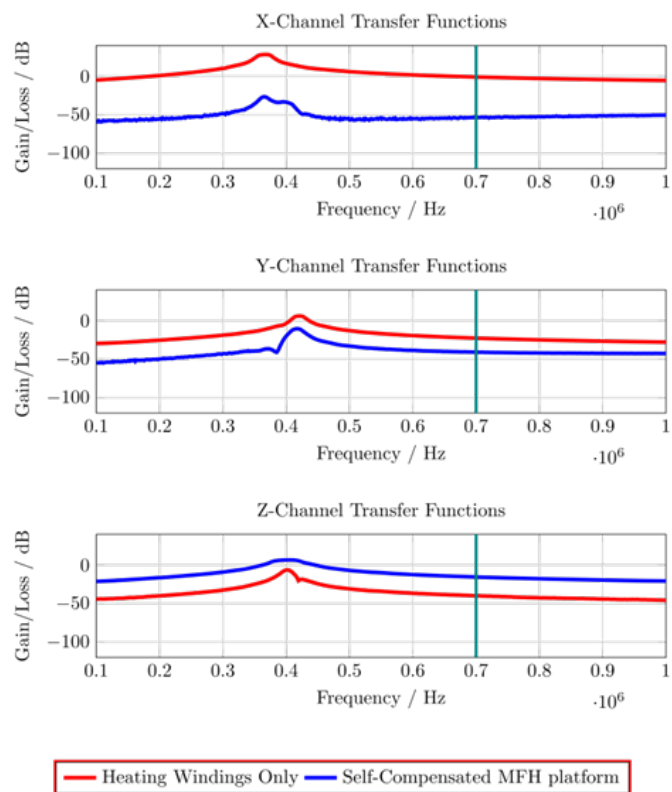 X-Channel Transfer Functions
Gain/Loss / dB
0
−50
−100
0.1 0.2 0.3 0.4 0.5 0.6 0.7 0.8 0.9 1
Frequency / Hz
·10⁶
Y-Channel Transfer Functions
Gain/Loss / dB
0
−50
−100
0.1 0.2 0.3 0.4 0.5 0.6 0.7 0.8 0.9 1
Frequency / Hz
·10⁶
Z-Channel Transfer Functions
Gain/Loss / dB
0
−50
−100
0.1 0.2 0.3 0.4 0.5 0.6 0.7 0.8 0.9 1
Frequency / Hz
·10⁶
Heating Windings Only Self-Compensated MFH platform